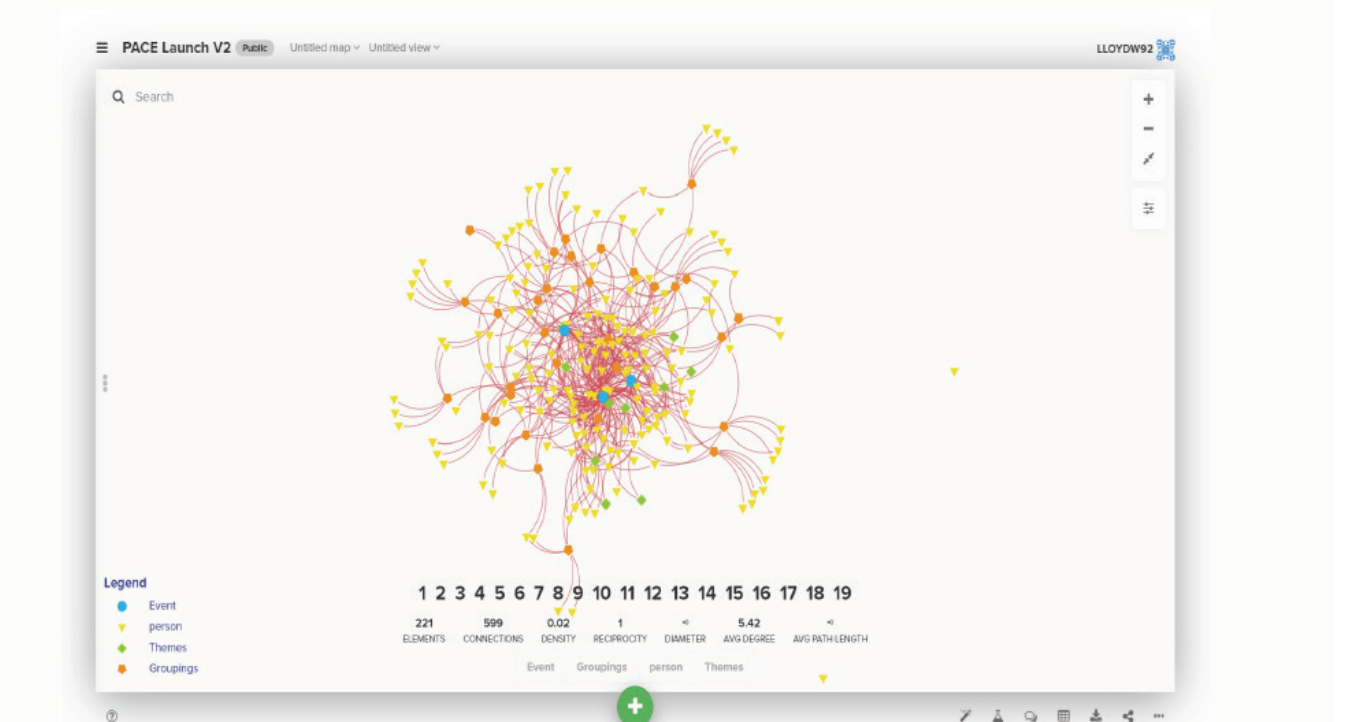 PACE Launch V2 Public Untitled map Untitled view LLOYDW92
Search
Legend
Event
person
Themes
Groupings
1 2 3 4 5 6 7 8 9 10 11 12 13 14 15 16 17 18 19
221 599 0.02 1 5.42
ELEMENTS CONNECTIONS DENSITY RECIPROCITY DIAMETER AVG DEGREE AVG PATH LENGTH
Event Groupings person Themes